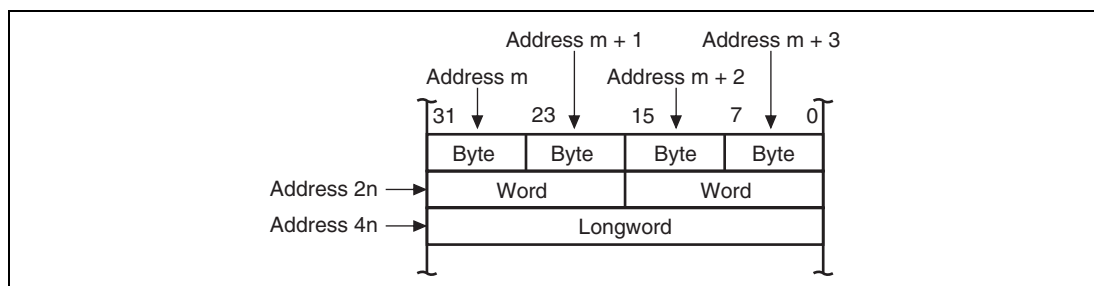 Address m + 1 Address m + 3
Address m Address m + 2
31 23 15 7 0
Byte Byte Byte Byte
Address 2n Word Word
Address 4n Longword